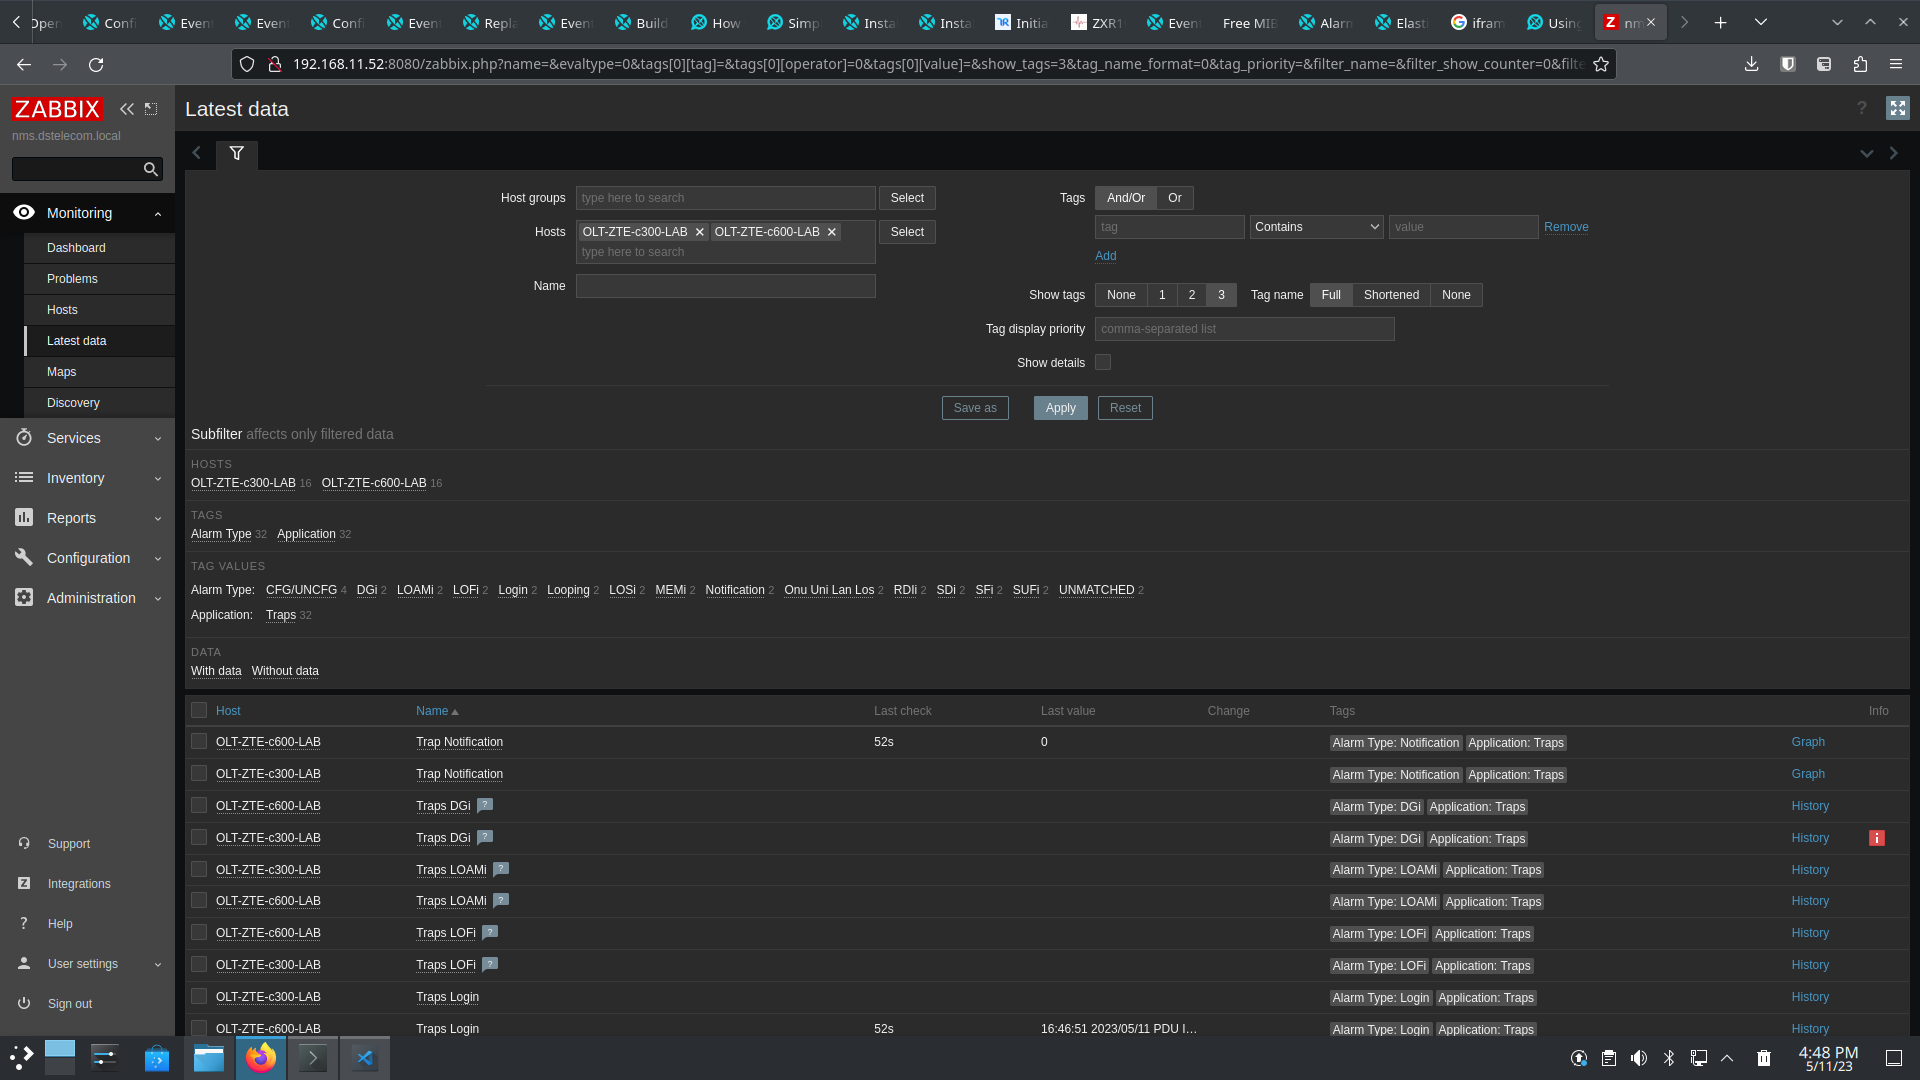 Open
Confi
Event
Event
Confi
Event
Repla
Event
Build
How
Simp
Insta
Insta
Initia
ZXR1
Event
Free MIB
Alarm
Elasti
ifram
Using
nm
192.168.11.52:8080/zabbix.php?name=&evaltype=0&tags[0][tag]=&tags[0][operator]=0&tags[0][value]=&show_tags=3&tag_name_format=0&tag_priority=&filter_name=&filter_show_counter=0&filte
ZABBIX
nms.dstelecom.local
Monitoring
Dashboard
Problems
Hosts
Latest data
Maps
Discovery
Services
Inventory
Reports
Configuration
Administration
Support
Integrations
Help
User settings
Sign out
Latest data
Host groups type here to search Select
Hosts OLT-ZTE-c300-LAB OLT-ZTE-c600-LAB Select
type here to search
Name
Tags And/Or Or
tag Contains value Remove
Add
Show tags None 1 2 3 Tag name Full Shortened None
Tag display priority comma-separated list
Show details
Save as Apply Reset
Subfilter affects only filtered data
HOSTS
OLT-ZTE-c300-LAB 16 OLT-ZTE-c600-LAB 16
TAGS
Alarm Type 32 Application 32
TAG VALUES
Alarm Type: CFG/UNCFG 4 DGi 2 LOAMi 2 LOFi 2 Login 2 Looping 2 LOSi 2 MEMi 2 Notification 2 Onu Uni Lan Los 2 RDIi 2 SDi 2 SFi 2 SUFi 2 UNMATCHED 2
Application: Traps 32
DATA
With data Without data
Host Name Last check Last value Change Tags Info
OLT-ZTE-c600-LAB Trap Notification 52s 0 Alarm Type: Notification Application: Traps Graph
OLT-ZTE-c300-LAB Trap Notification Alarm Type: Notification Application: Traps Graph
OLT-ZTE-c600-LAB Traps DGi ? Alarm Type: DGi Application: Traps History
OLT-ZTE-c300-LAB Traps DGi ? Alarm Type: DGi Application: Traps History i
OLT-ZTE-c300-LAB Traps LOAMi ? Alarm Type: LOAMi Application: Traps History
OLT-ZTE-c600-LAB Traps LOAMi ? Alarm Type: LOAMi Application: Traps History
OLT-ZTE-c600-LAB Traps LOFi ? Alarm Type: LOFi Application: Traps History
OLT-ZTE-c300-LAB Traps LOFi ? Alarm Type: LOFi Application: Traps History
OLT-ZTE-c300-LAB Traps Login Alarm Type: Login Application: Traps History
OLT-ZTE-c600-LAB Traps Login 52s 16:46:51 2023/05/11 PDU I... Alarm Type: Login Application: Traps History
4:48 PM
5/11/23